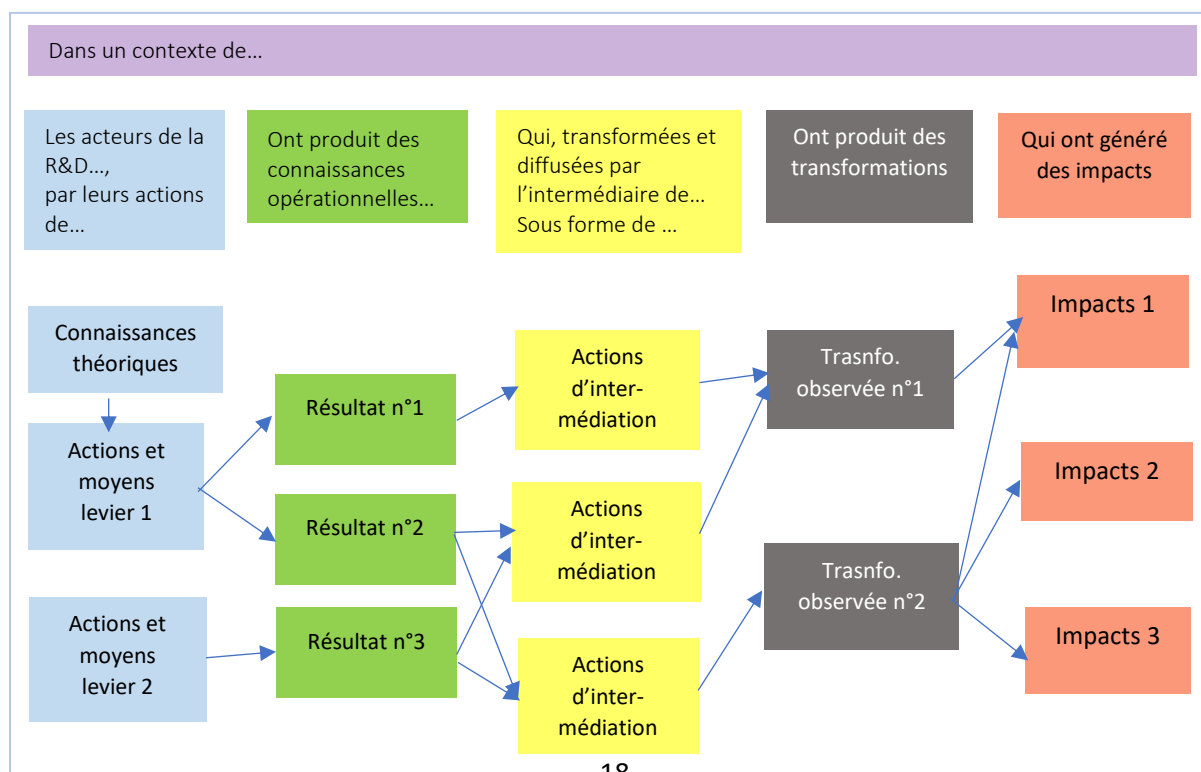 Dans un contexte de…
Les acteurs de la
R&D…,
par leurs actions
de…
Ont produit des
connaissances
opérationnelles…
Qui, transformées et
diffusées par
l’intermédiaire de…
Sous forme de …
Ont produit des
transformations
Qui ont généré
des impacts
Connaissances
théoriques
Actions et
moyens
levier 1
Actions et
moyens
levier 2
Résultat n°1
Résultat n°2
Résultat n°3
Actions
d’inter-
médiation
Actions
d’inter-
médiation
Actions
d’inter-
médiation
Trasnfo.
observée n°1
Trasnfo.
observée n°2
Impacts 1
Impacts 2
Impacts 3
18